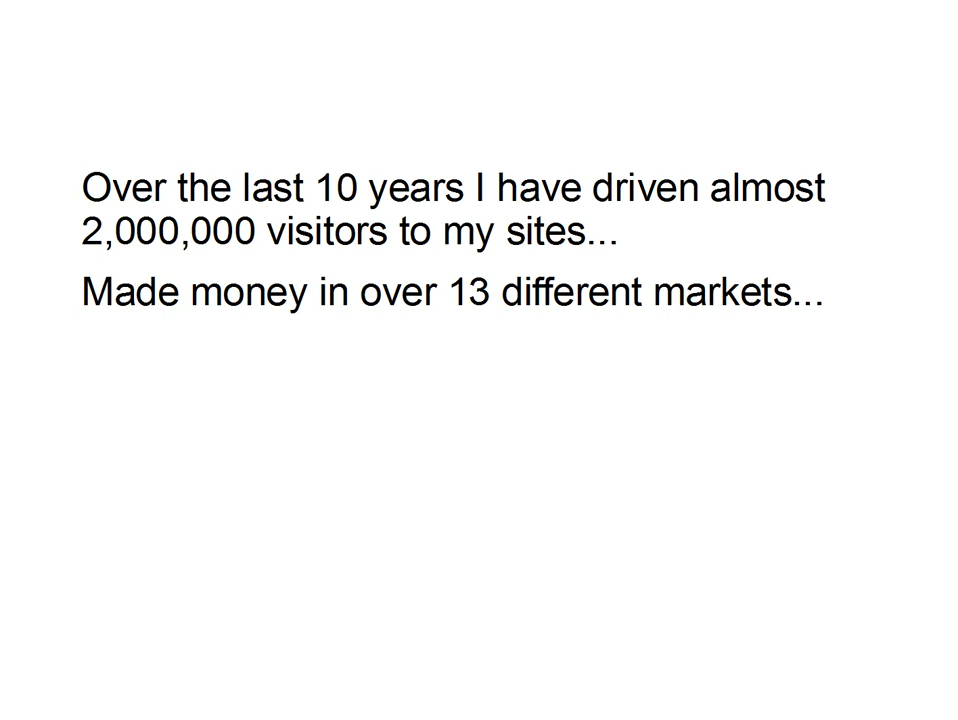 Over the last 10 years I have driven almost
2,000,000 visitors to my sites...
Made money in over 13 different markets...